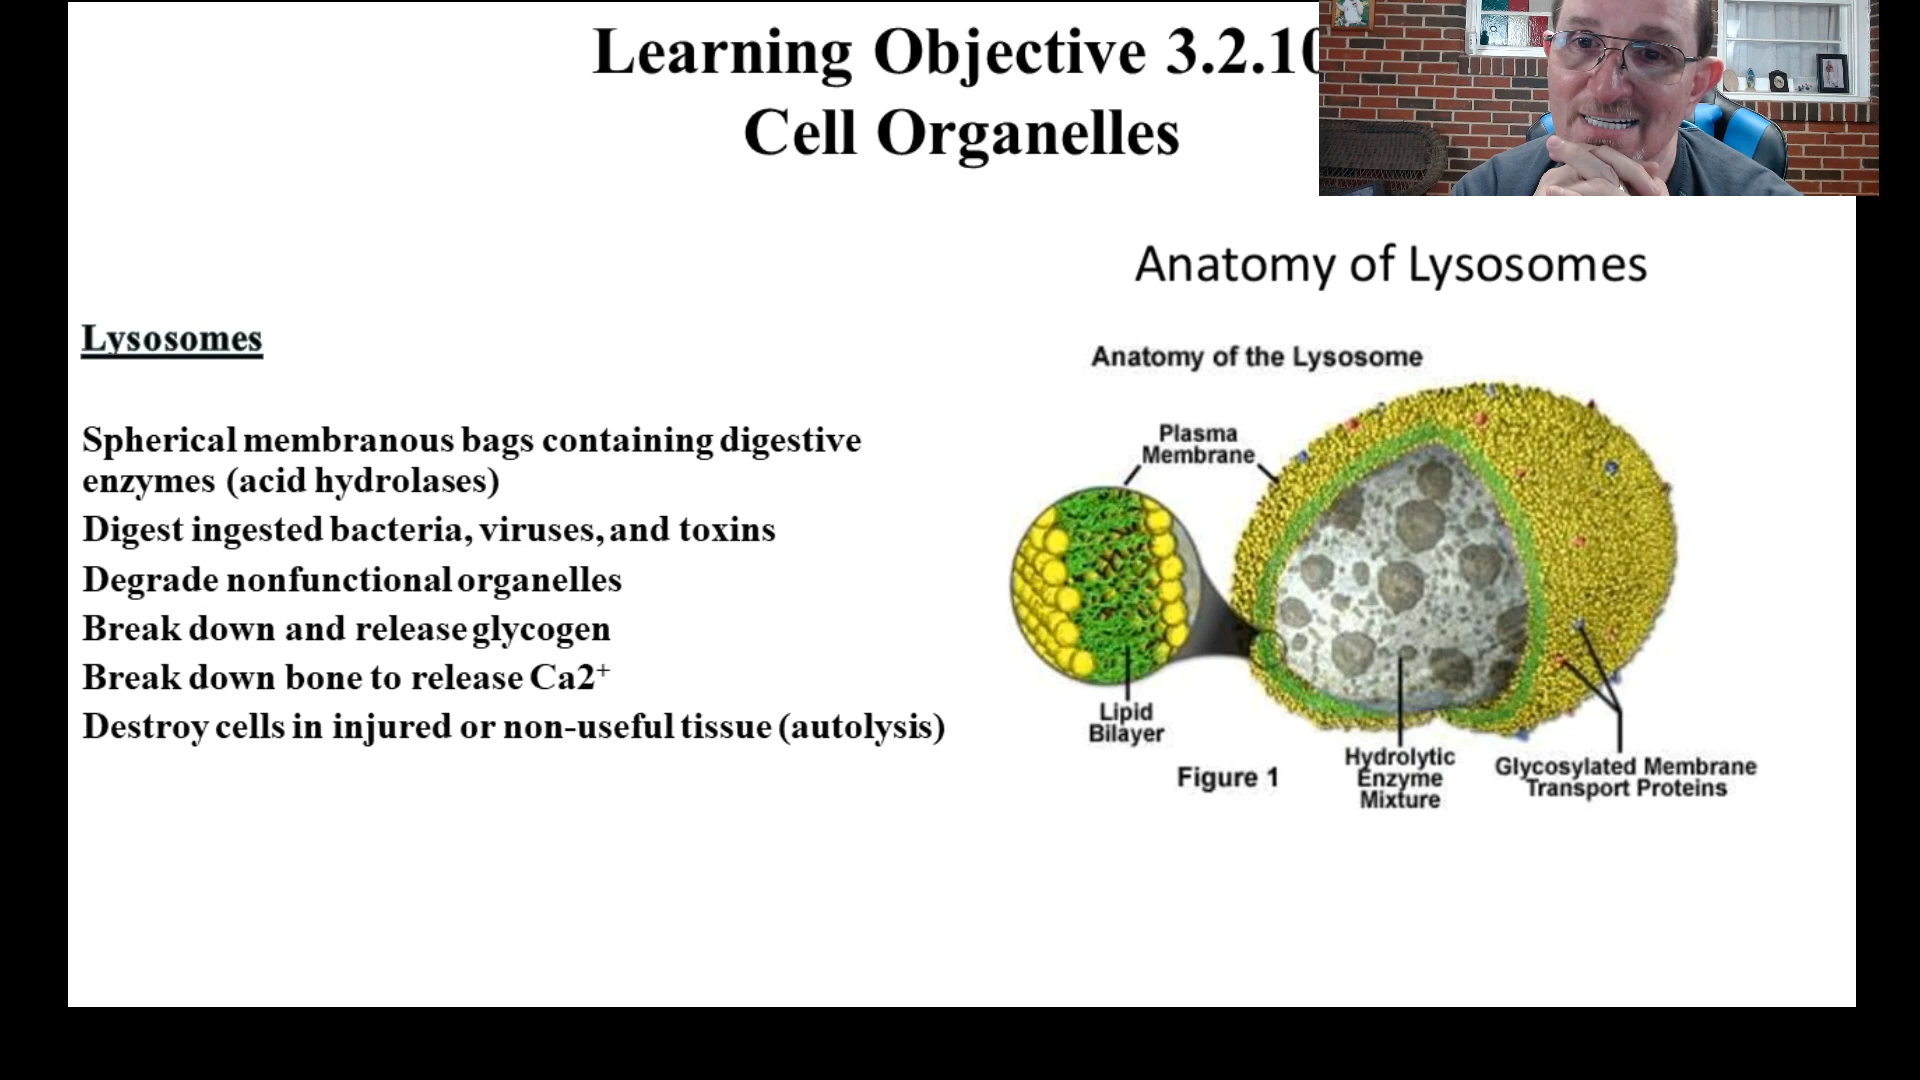 Learning Objective 3.2.10
Cell Organelles
Anatomy of Lysosomes
Lysosomes
Spherical membranous bags containing digestive
enzymes (acid hydrolases)
Digest ingested bacteria, viruses, and toxins
Degrade nonfunctional organelles
Break down and release glycogen
Break down bone to release Ca2⁺
Destroy cells in injured or non-useful tissue (autolysis)
Anatomy of the Lysosome
Plasma
Membrane
Lipid
Bilayer
Figure 1
Hydrolytic
Enzyme
Mixture
Glycosylated Membrane
Transport Proteins